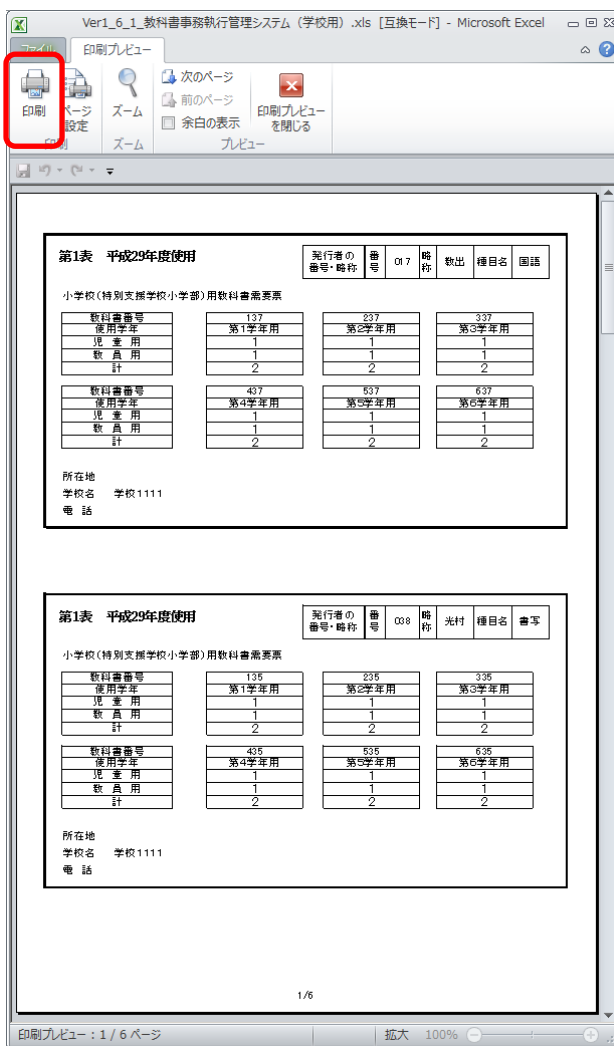 Ver1_6_1_教科書事務執行管理システム（学校用）.xls [互換モード] - Microsoft Excel
ファイル 印刷プレビュー
印刷 ページ設定 ズーム 次のページ 前のページ 余白の表示 印刷プレビューを閉じる
印刷 ズーム プレビュー
第1表 平成29年度使用 発行者の番号・略称 番号 017 略称 教出 種目名 国語
小学校(特別支援学校小学部)用教科書需要票
教科書番号 137 237 337
使用学年 第1学年用 第2学年用 第3学年用
児 童 用 1 1 1
教 員 用 1 1 1
計 2 2 2
教科書番号 437 537 637
使用学年 第4学年用 第5学年用 第6学年用
児 童 用 1 1 1
教 員 用 1 1 1
計 2 2 2
所在地
学校名 学校1111
電 話
第1表 平成29年度使用 発行者の番号・略称 番号 038 略称 光村 種目名 書写
小学校(特別支援学校小学部)用教科書需要票
教科書番号 135 235 335
使用学年 第1学年用 第2学年用 第3学年用
児 童 用 1 1 1
教 員 用 1 1 1
計 2 2 2
教科書番号 435 535 635
使用学年 第4学年用 第5学年用 第6学年用
児 童 用 1 1 1
教 員 用 1 1 1
計 2 2 2
所在地
学校名 学校1111
電 話
1/6
印刷プレビュー：1 / 6 ページ 拡大 100%